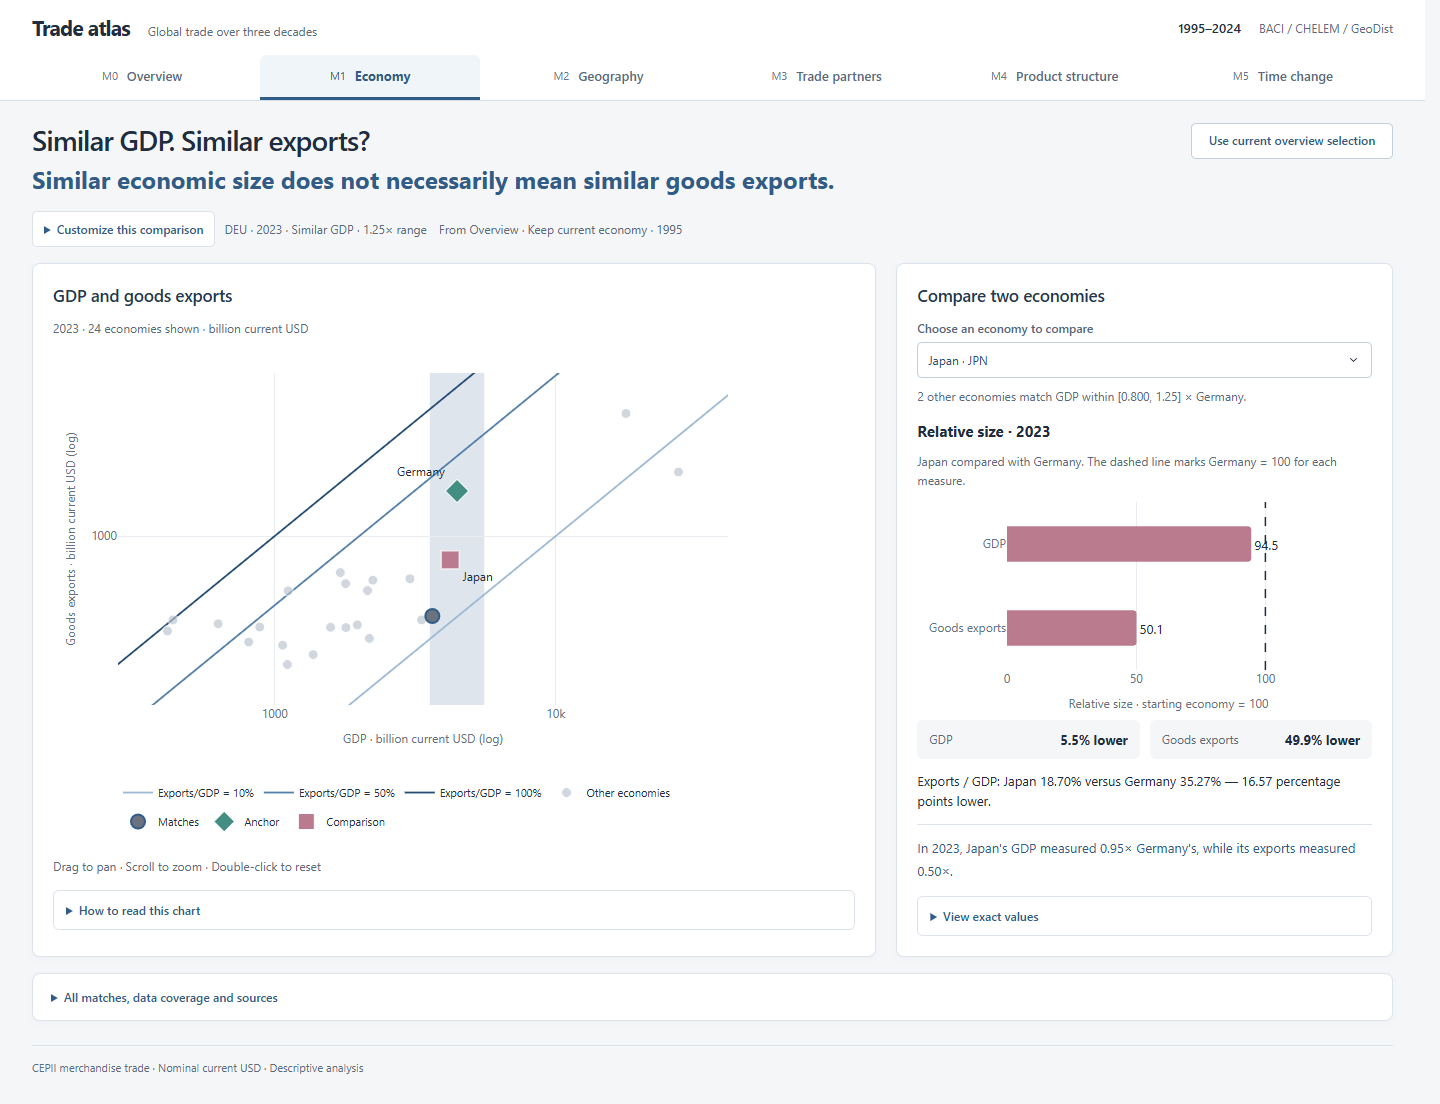 Trade atlas
Global trade over three decades
1995–2024
BACI / CHELEM / GeoDist
M0 Overview
M1 Economy
M2 Geography
M3 Trade partners
M4 Product structure
M5 Time change
Similar GDP. Similar exports?
Use current overview selection
Similar economic size does not necessarily mean similar goods exports.
▶ Customize this comparison
DEU · 2023 · Similar GDP · 1.25× range
From Overview · Keep current economy · 1995
GDP and goods exports
2023 · 24 economies shown · billion current USD
Goods exports · billion current USD (log)
1000
Germany
Japan
1000
10k
GDP · billion current USD (log)
Exports/GDP = 10%
Exports/GDP = 50%
Exports/GDP = 100%
Other economies
Matches
Anchor
Comparison
Drag to pan · Scroll to zoom · Double-click to reset
▶ How to read this chart
Compare two economies
Choose an economy to compare
Japan · JPN
2 other economies match GDP within [0.800, 1.25] × Germany.
Relative size · 2023
Japan compared with Germany. The dashed line marks Germany = 100 for each
measure.
GDP
94.5
Goods exports
50.1
0
50
100
Relative size · starting economy = 100
GDP
5.5% lower
Goods exports
49.9% lower
Exports / GDP: Japan 18.70% versus Germany 35.27% — 16.57 percentage
points lower.
In 2023, Japan's GDP measured 0.95× Germany's, while its exports measured
0.50×.
▶ View exact values
▶ All matches, data coverage and sources
CEPII merchandise trade · Nominal current USD · Descriptive analysis